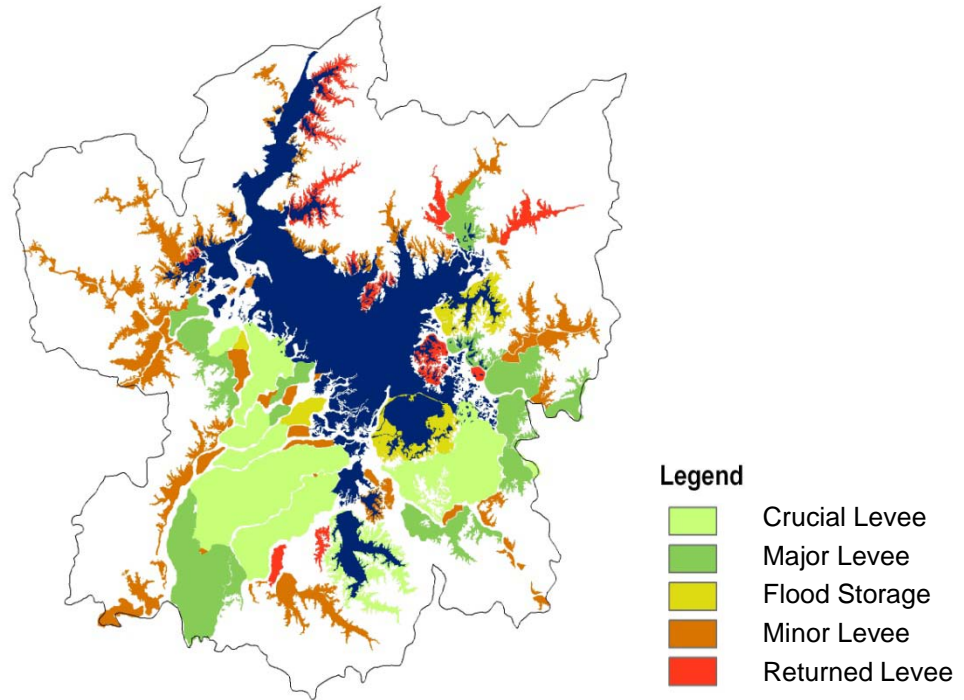 Legend
Crucial Levee
Major Levee
Flood Storage
Minor Levee
Returned Levee